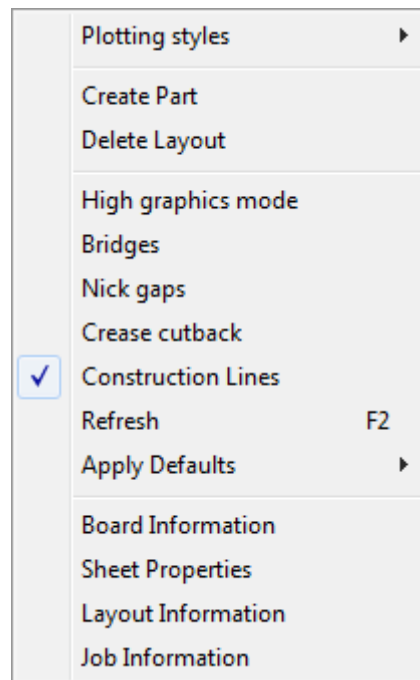 Plotting styles
Create Part
Delete Layout
High graphics mode
Bridges
Nick gaps
Crease cutback
Construction Lines
Refresh F2
Apply Defaults
Board Information
Sheet Properties
Layout Information
Job Information